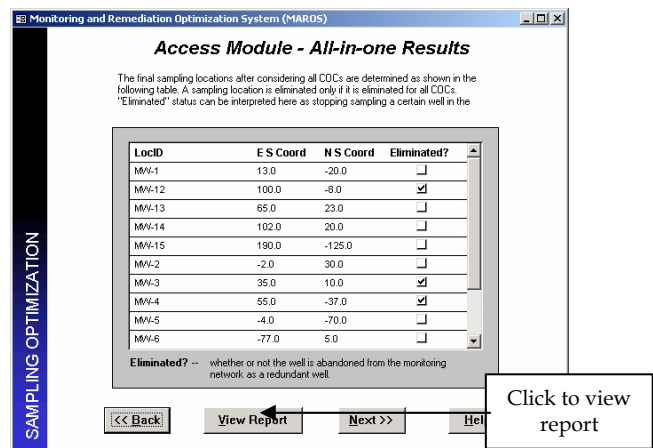 Monitoring and Remediation Optimization System (MAROS)
Access Module - All-in-one Results
The final sampling locations after considering all COCs are determined as shown in the
following table. A sampling location is eliminated only if it is eliminated for all COCs.
"Eliminated" status can be interpreted here as stopping sampling a certain well in the
LocID E S Coord N S Coord Eliminated?
MW-1 13.0 -20.0
MW-12 100.0 -8.0
MW-13 65.0 23.0
MW-14 102.0 20.0
MW-15 190.0 -125.0
MW-2 -2.0 30.0
MW-3 35.0 10.0
MW-4 55.0 -37.0
MW-5 -4.0 -70.0
MW-6 -77.0 5.0
Eliminated? -- whether or not the well is abandoned from the monitoring
network as a redundant well.
SAMPLING OPTIMIZATION
<< Back View Report Next >> Hel
Click to view
report